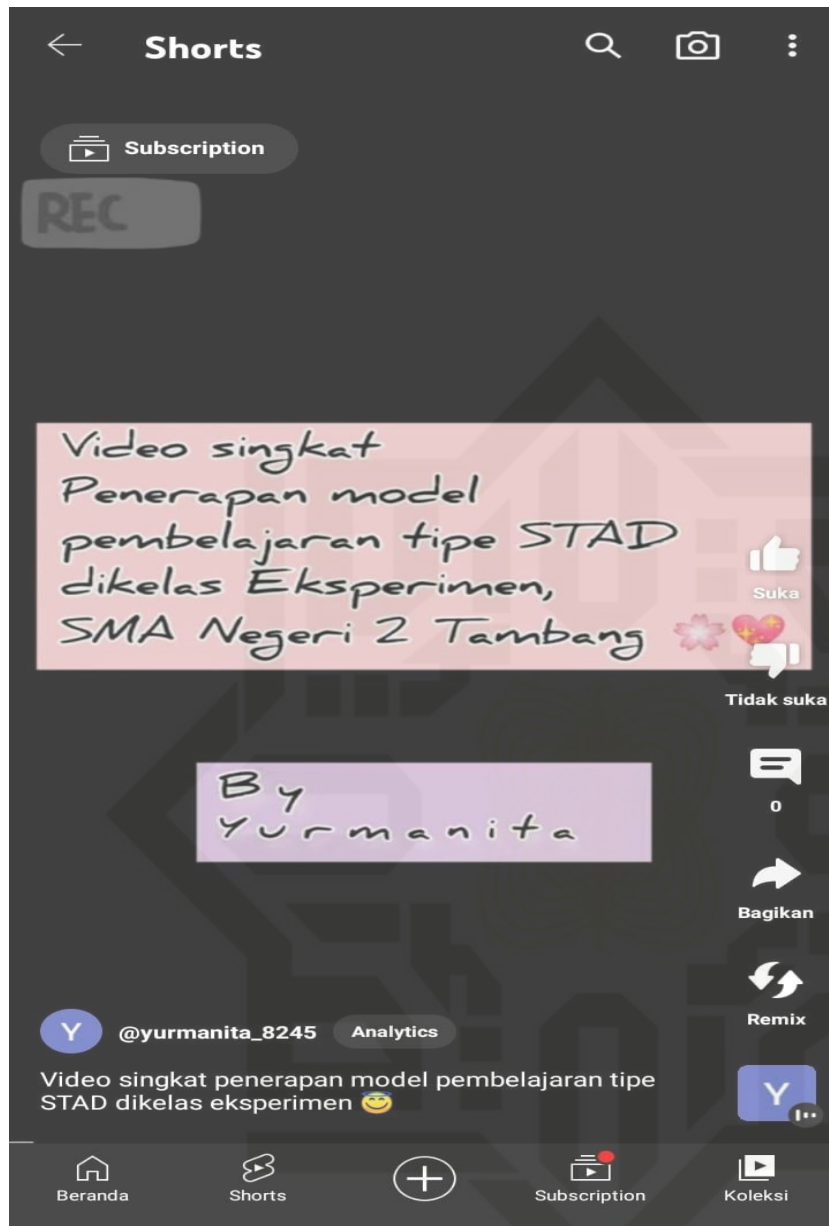 Shorts
Subscription
REC
Video singkat
Penerapan model
pembelajaran tipe STAD
dikelas Eksperimen,
SMA Negeri 2 Tambang
Suka
Tidak suka
By
Yurmanita
0
Bagikan
Remix
Y @yurmanita_8245 Analytics
Video singkat penerapan model pembelajaran tipe
STAD dikelas eksperimen
Y
Beranda Shorts Subscription Koleksi